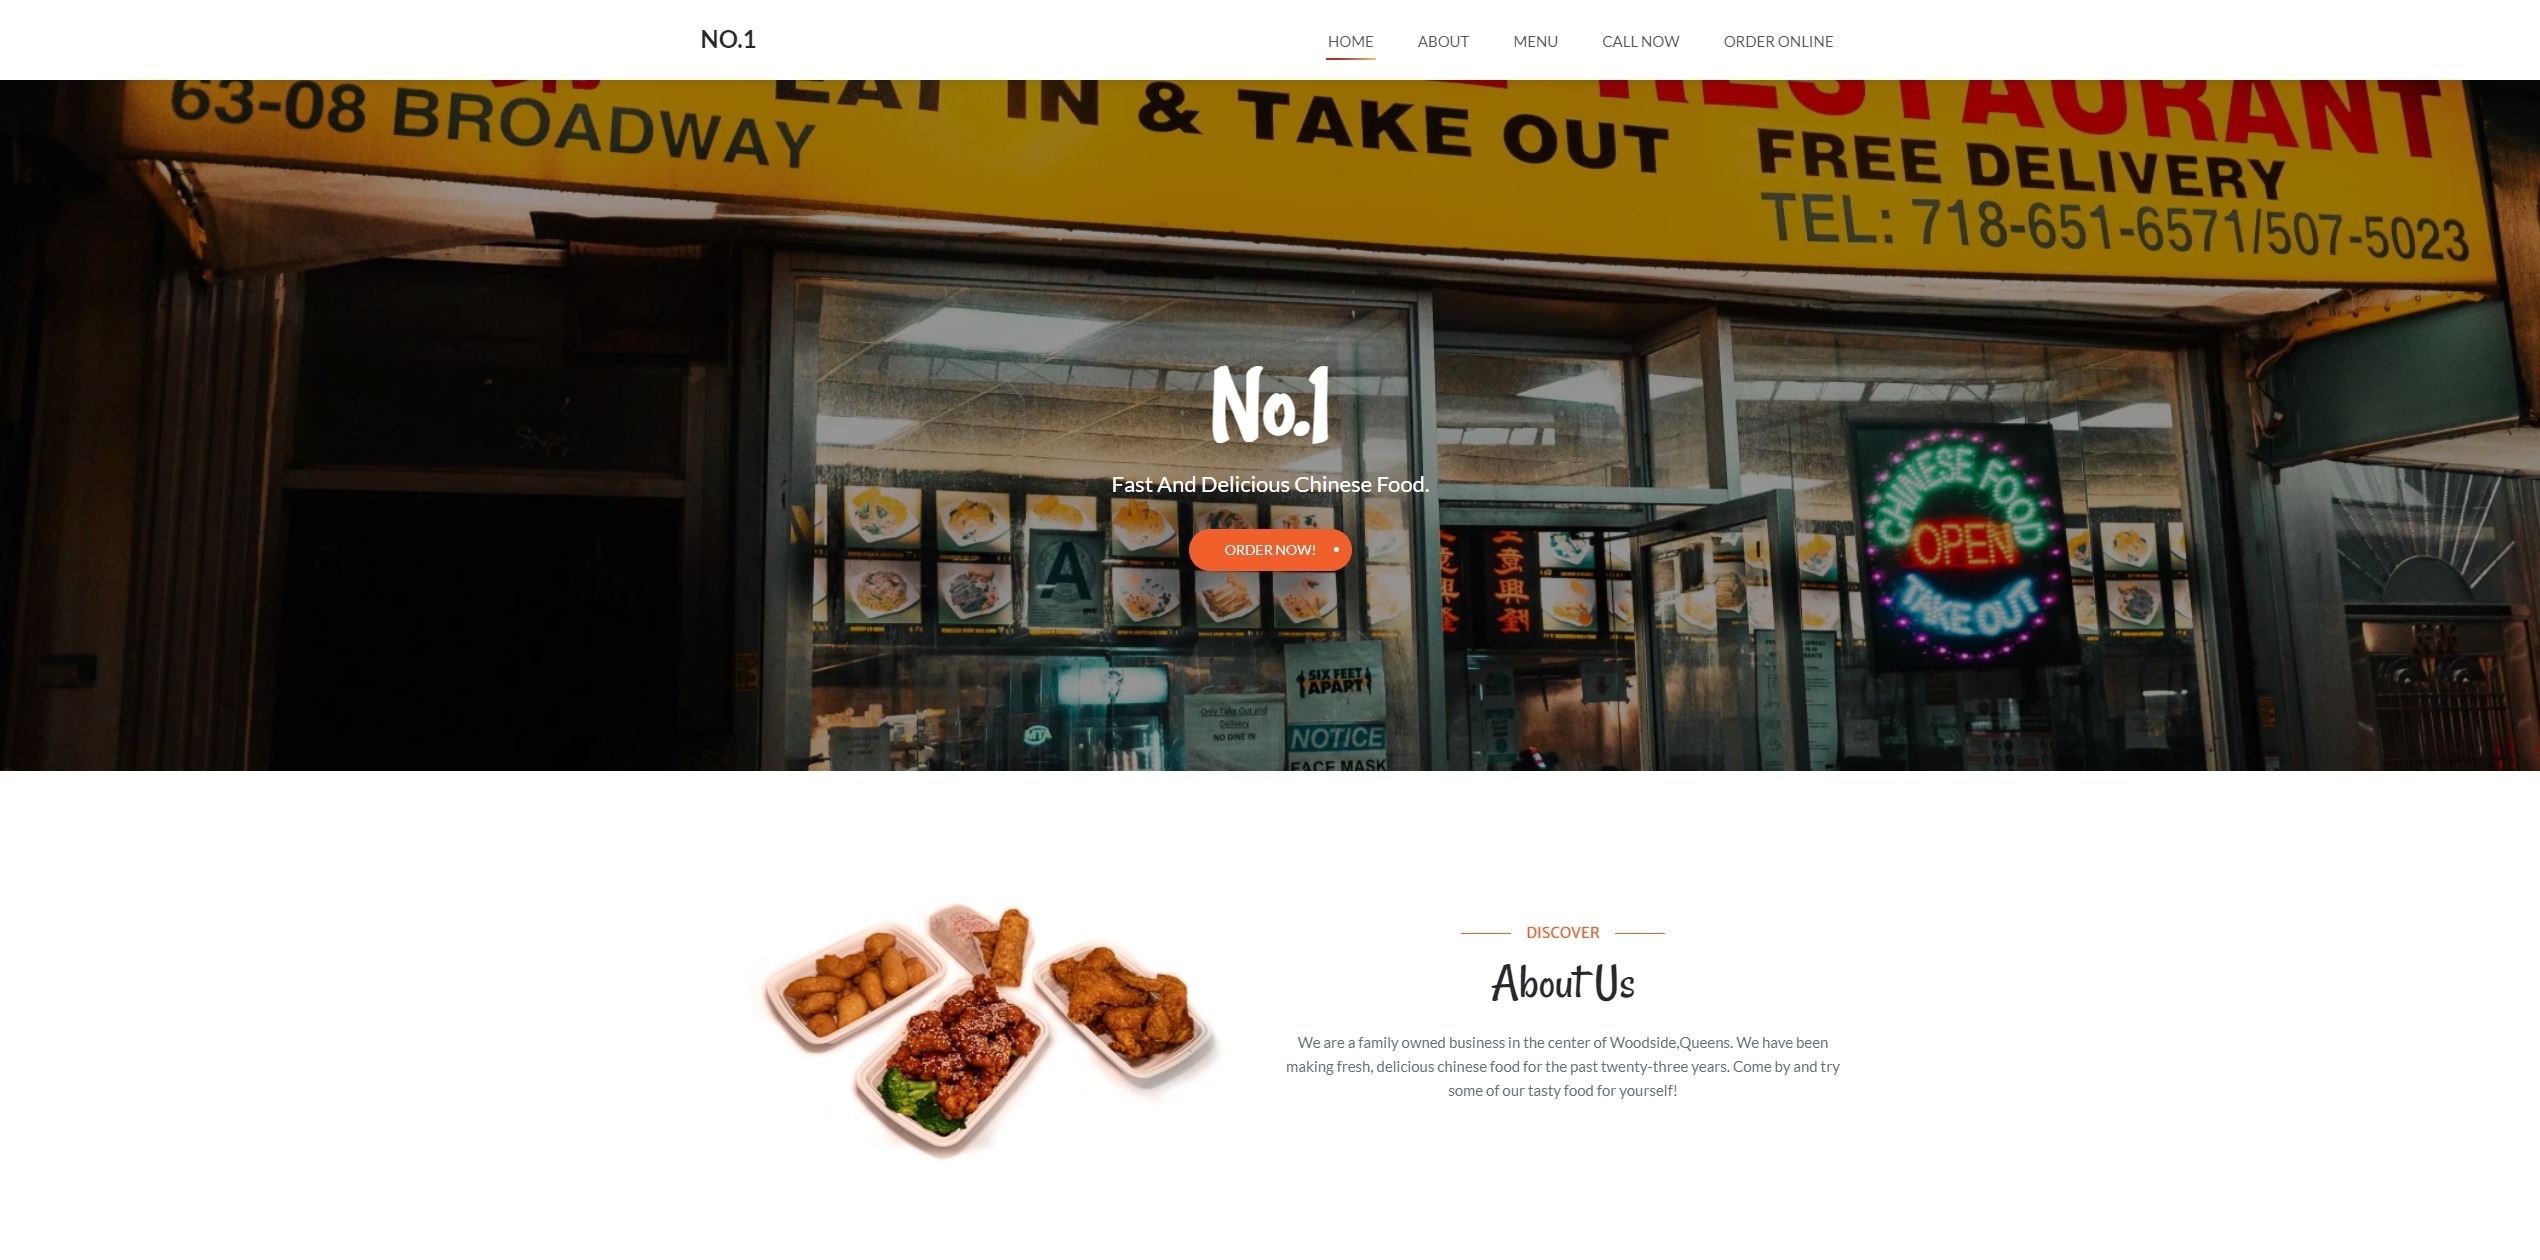 NO.1
HOME ABOUT MENU CALL NOW ORDER ONLINE
RESTAURANT
EAT IN & TAKE OUT
63-08 BROADWAY
FREE DELIVERY
TEL: 718-651-6571/507-5023
No.1
Fast And Delicious Chinese Food.
ORDER NOW!
A
CHINESE FOOD
OPEN
TAKE OUT
SIX FEET
APART
Only Take Out and
Delivery
NO DINE IN
MTA
NOTICE
FACE MASK
DISCOVER
About Us
We are a family owned business in the center of Woodside,Queens. We have been
making fresh, delicious chinese food for the past twenty-three years. Come by and try
some of our tasty food for yourself!